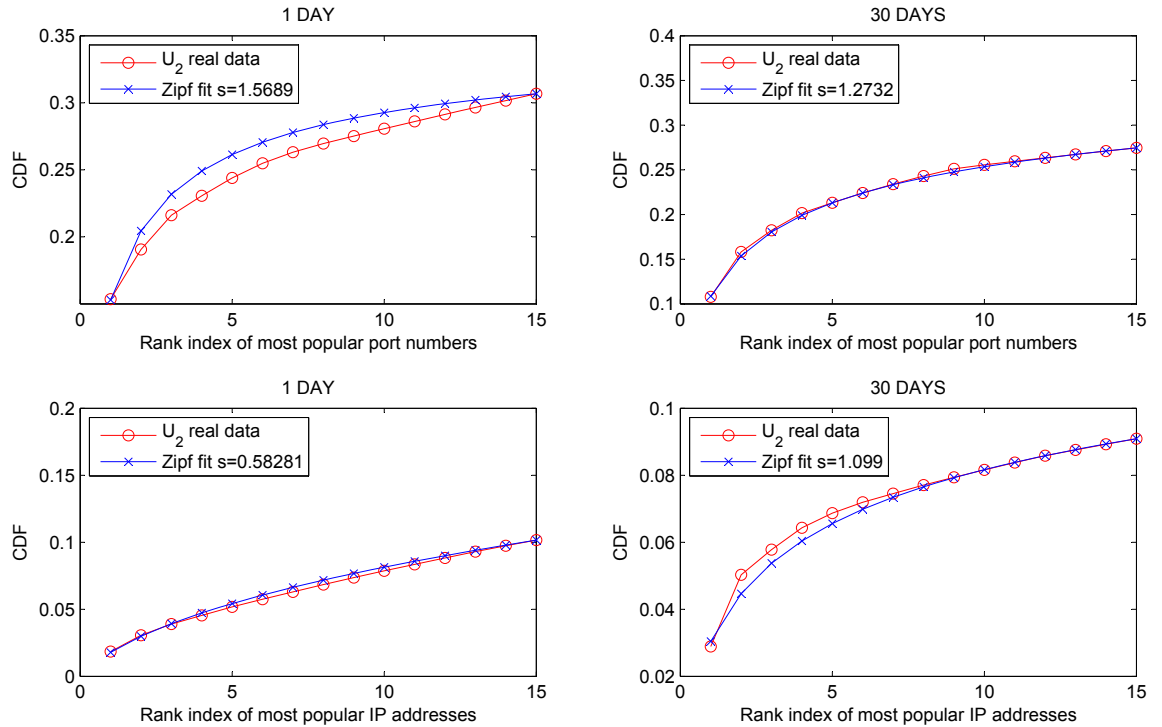 1 DAY
0.35
0.3
0.25
0.2
CDF
U2 real data
Zipf fit s=1.5689
0 5 10 15
Rank index of most popular port numbers
30 DAYS
0.4
0.35
0.3
0.25
0.2
0.15
0.1
CDF
U2 real data
Zipf fit s=1.2732
0 5 10 15
Rank index of most popular port numbers
1 DAY
0.2
0.15
0.1
0.05
0
CDF
U2 real data
Zipf fit s=0.58281
0 5 10 15
Rank index of most popular IP addresses
30 DAYS
0.1
0.08
0.06
0.04
0.02
CDF
U2 real data
Zipf fit s=1.099
0 5 10 15
Rank index of most popular IP addresses